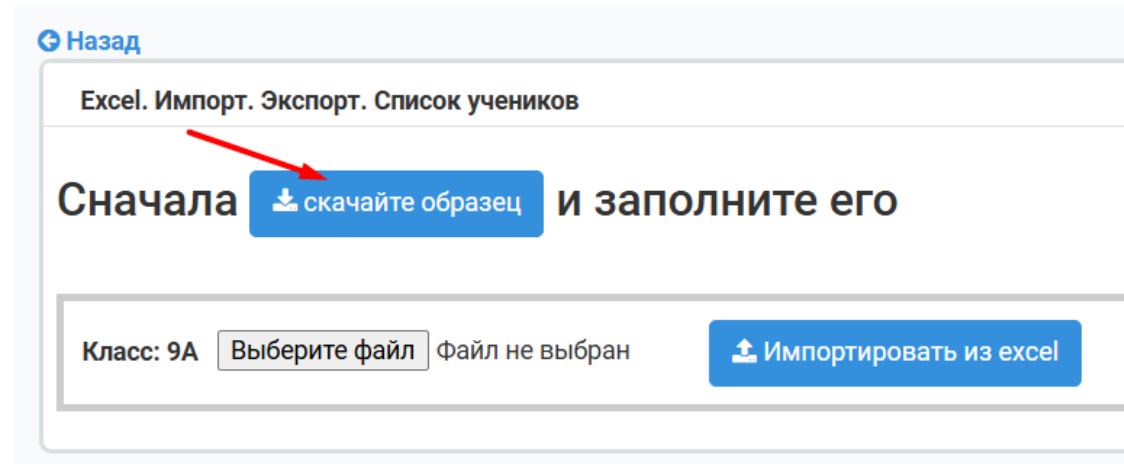 Назад
Excel. Импорт. Экспорт. Список учеников
Сначала скачайте образец и заполните его
Класс: 9А Выберите файл Файл не выбран Импортировать из excel